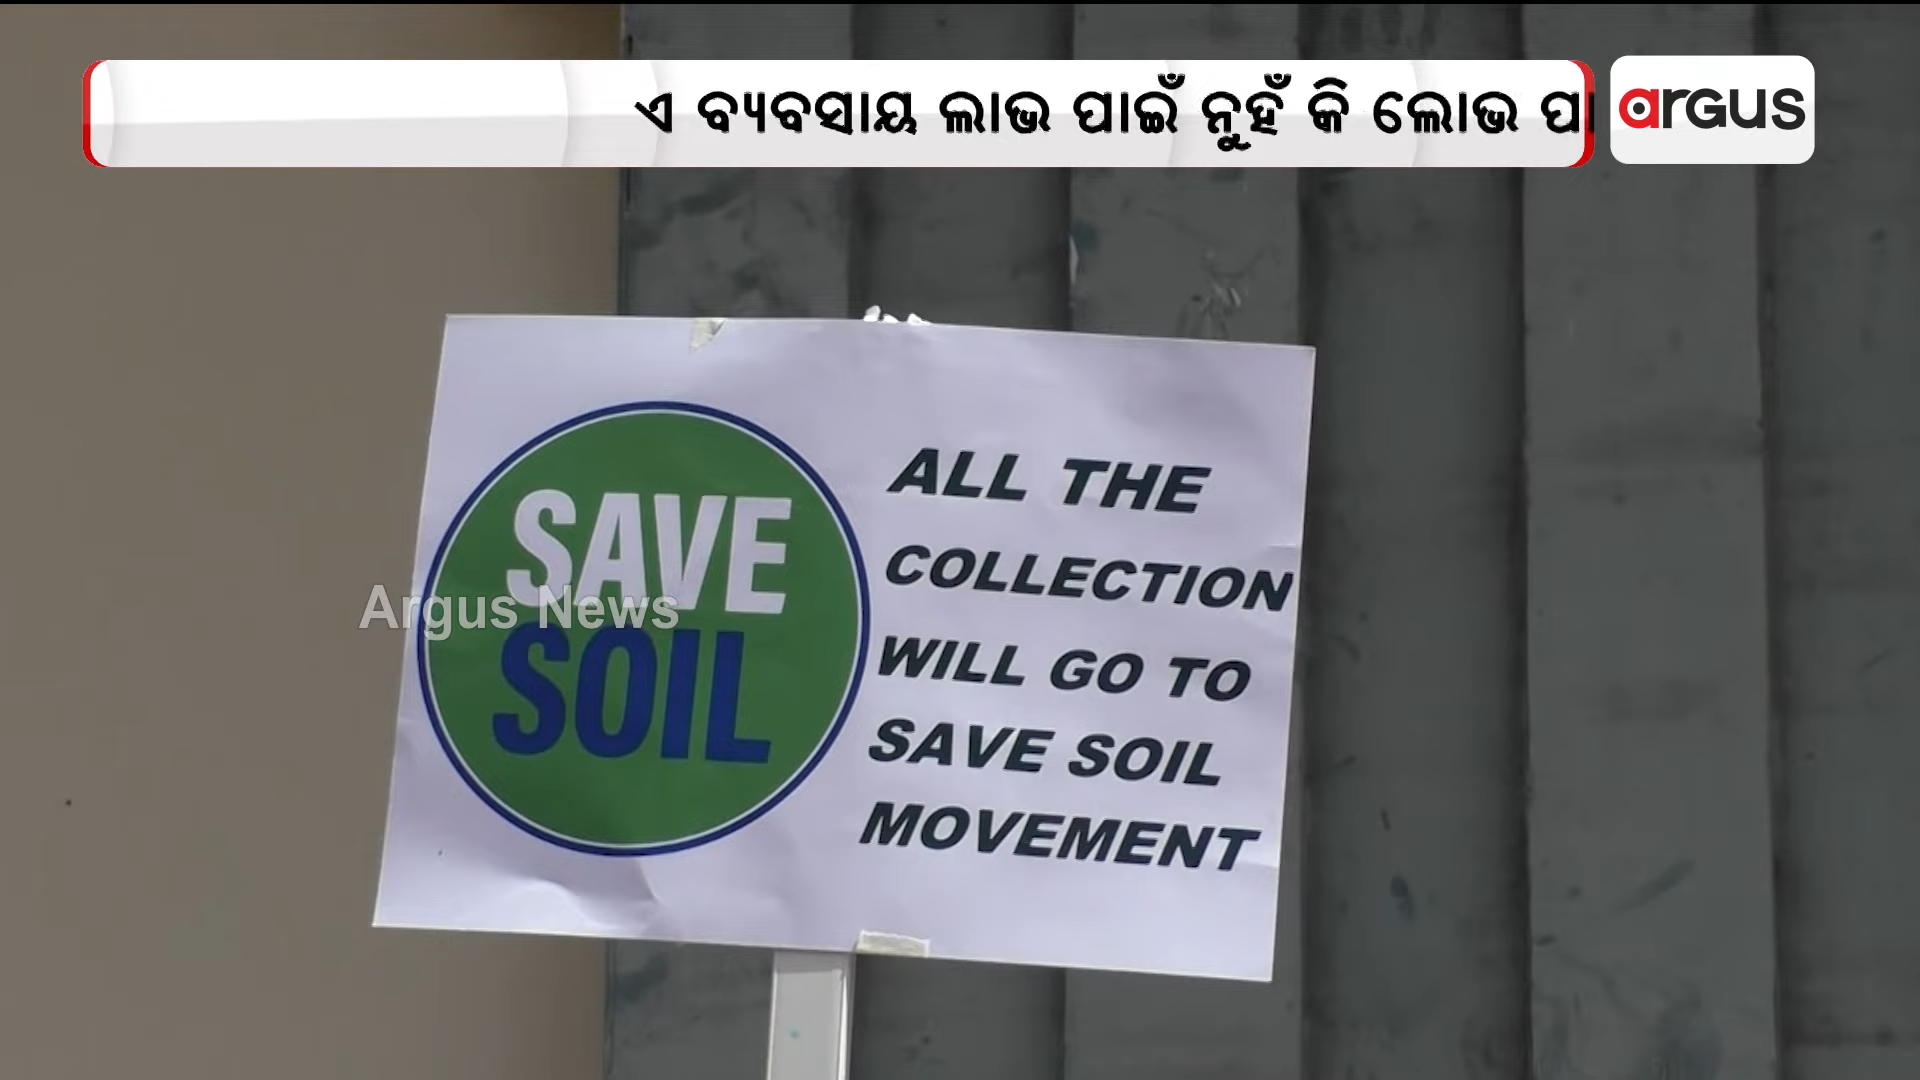 ଏ ବ୍ୟବସାୟ ଲାଭ ପାଇଁ ନୁହଁ କି ଲୋଭ
argus
SAVE
SOIL
Argus News
ALL THE
COLLECTION
WILL GO TO
SAVE SOIL
MOVEMENT